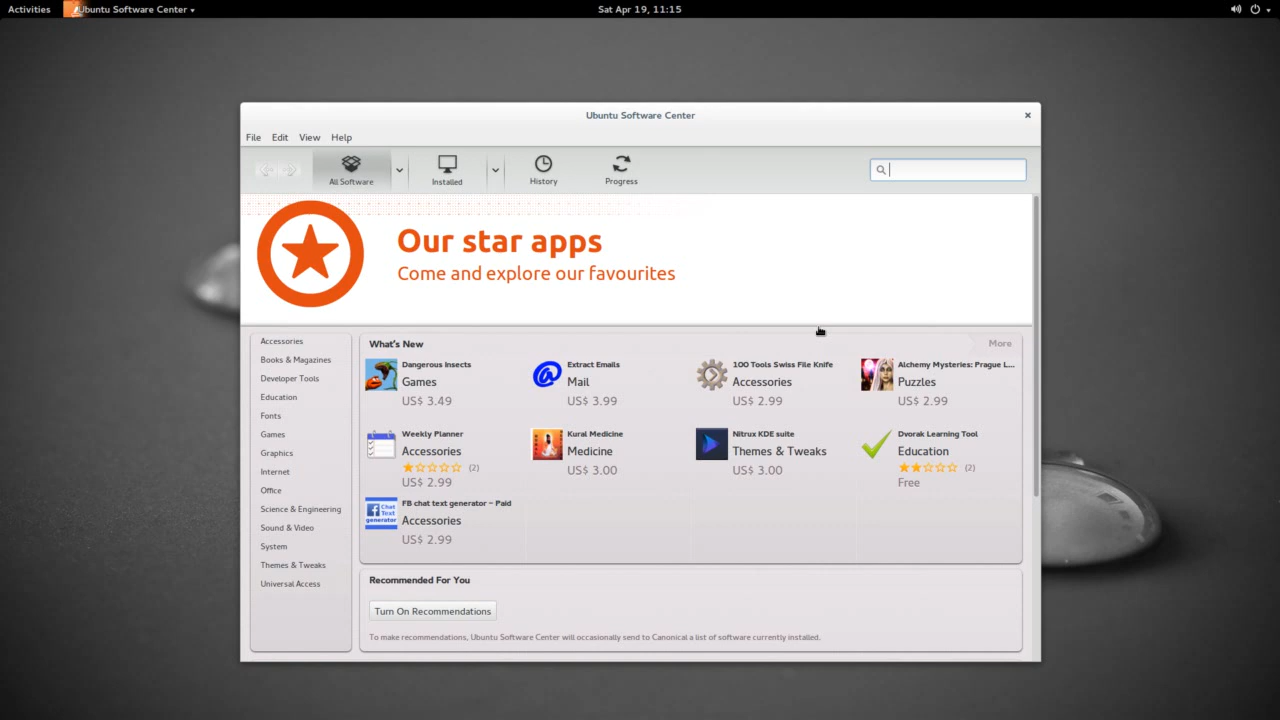 Activities
Ubuntu Software Center
Sat Apr 19, 11:15
Ubuntu Software Center
File Edit View Help
All Software
Installed
History
Progress
Our star apps
Come and explore our favourites
Accessories
Books & Magazines
Developer Tools
Education
Fonts
Games
Graphics
Internet
Office
Science & Engineering
Sound & Video
System
Themes & Tweaks
Universal Access
What's New
More
Dangerous Insects
Games
US$ 3.49
Extract Emails
Mail
US$ 3.99
100 Tools Swiss File Knife
Accessories
US$ 2.99
Alchemy Mysteries: Prague L...
Puzzles
US$ 2.99
Weekly Planner
Accessories
(2)
US$ 2.99
Kural Medicine
Medicine
US$ 3.00
Nitrux KDE suite
Themes & Tweaks
US$ 3.00
Dvorak Learning Tool
Education
(2)
Free
Chat
Text
generator
FB chat text generator – Paid
Accessories
US$ 2.99
Recommended For You
Turn On Recommendations
To make recommendations, Ubuntu Software Center will occasionally send to Canonical a list of software currently installed.